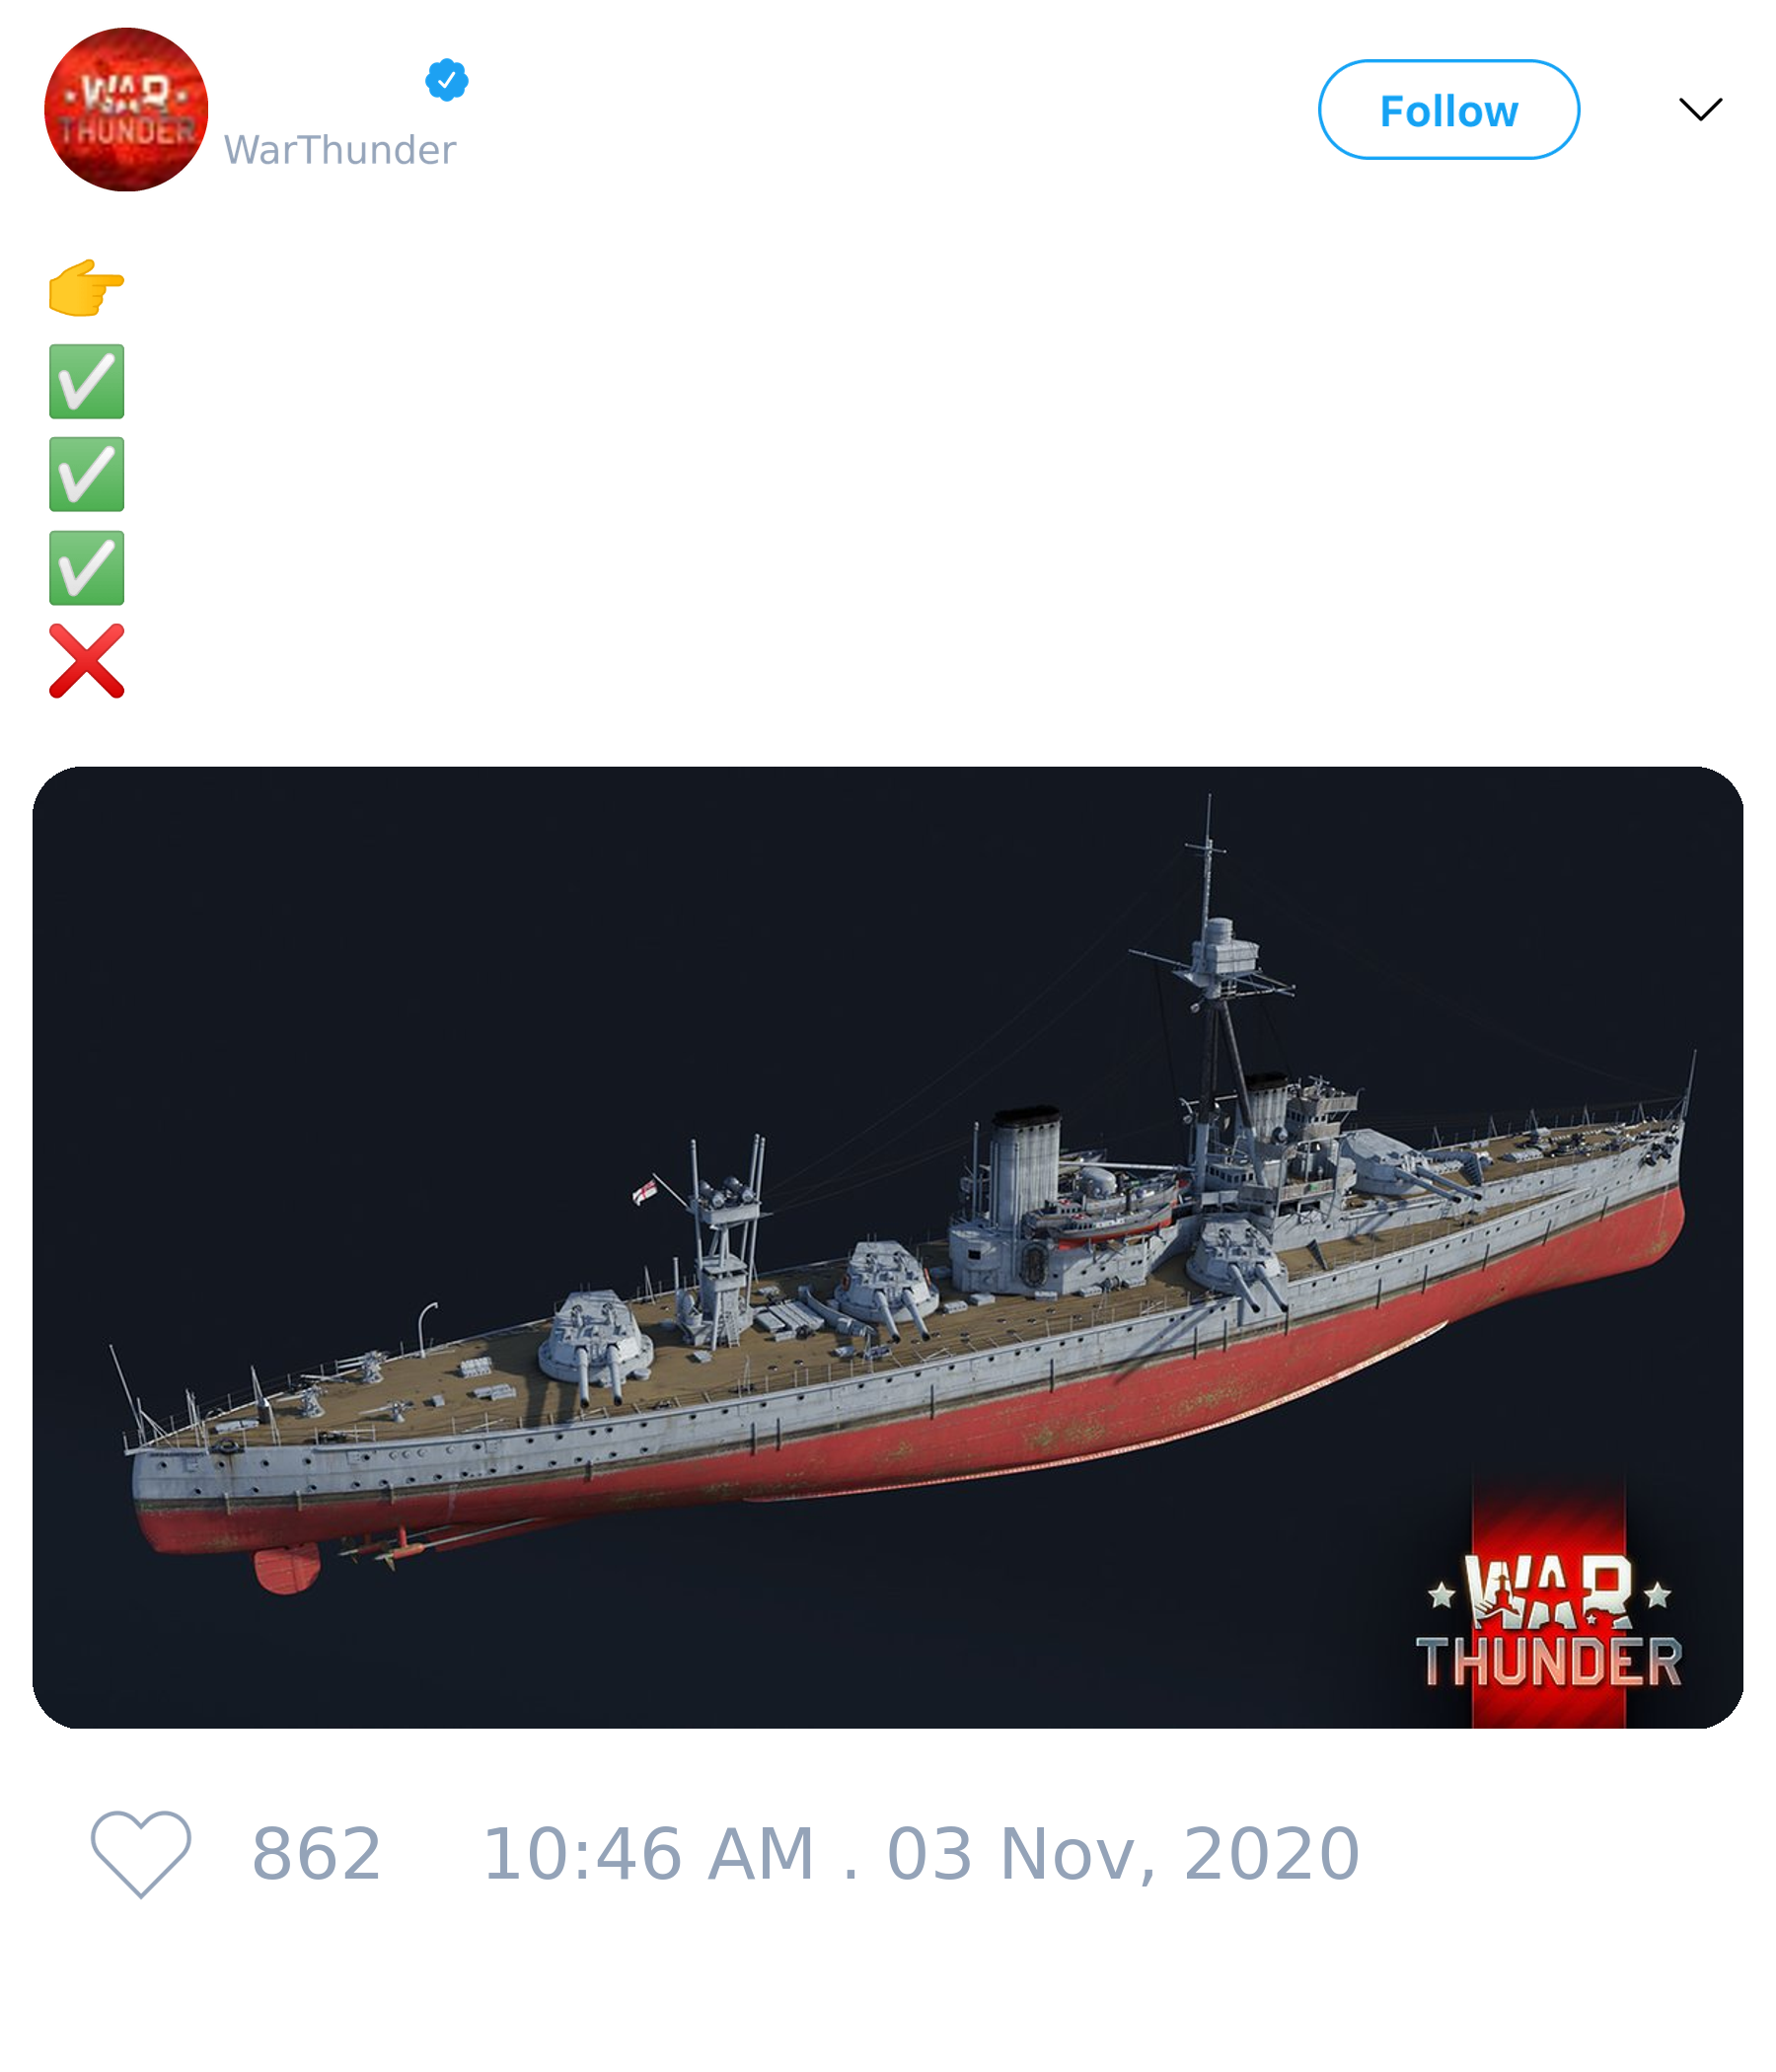 WAR
THUNDER
WarThunder
Follow
👉
✅
✅
✅
❌
WAR
THUNDER
862 10:46 AM . 03 Nov, 2020